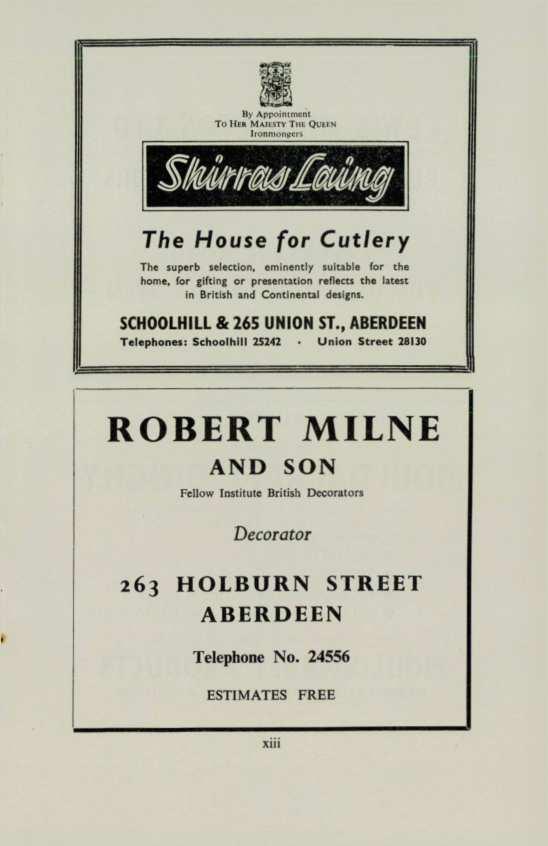 By Appointment
To Her Majesty The Queen
Ironmongers
Shirras Laing
The House for Cutlery
The superb selection, eminently suitable for the
home, for gifting or presentation reflects the latest
in British and Continental designs.
SCHOOLHILL & 265 UNION ST., ABERDEEN
Telephones: Schoolhill 25242 · Union Street 28130
ROBERT MILNE
AND SON
Fellow Institute British Decorators
Decorator
263 HOLBURN STREET
ABERDEEN
Telephone No. 24556
ESTIMATES FREE
xiii